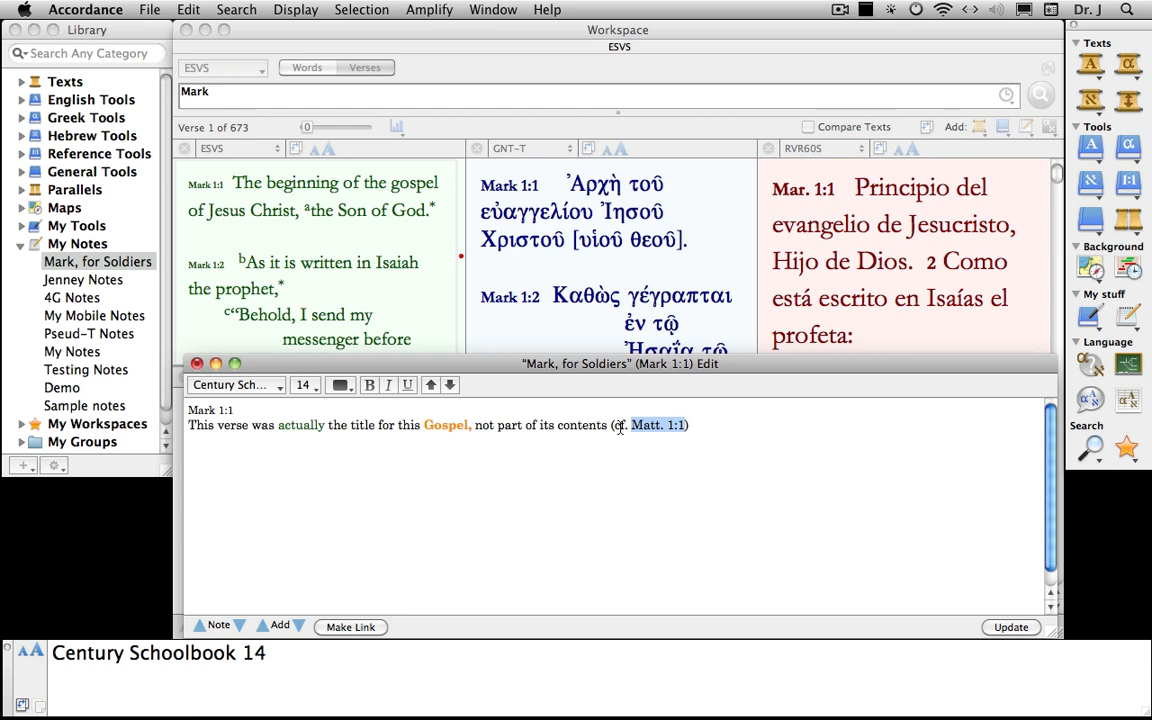 Accordance File Edit Search Display Selection Amplify Window Help Dr. J
Library
Search Any Category
Texts
English Tools
Greek Tools
Hebrew Tools
Reference Tools
General Tools
Parallels
Maps
My Tools
My Notes
Mark, for Soldiers
Jenney Notes
4G Notes
My Mobile Notes
Pseud-T Notes
My Notes
Testing Notes
Demo
Sample notes
My Workspaces
My Groups
Workspace
ESVS
ESVS Words Verses
Mark
Verse 1 of 673 0 Compare Texts Add:
ESVS
Mark 1:1 The beginning of the gospel
of Jesus Christ, ᵃthe Son of God.*
Mark 1:2 ᵇAs it is written in Isaiah
the prophet,*
ᶜ“Behold, I send my
messenger before
GNT-T
Mark 1:1 Ἀρχὴ τοῦ
εὐαγγελίου Ἰησοῦ
Χριστοῦ [υἱοῦ θεοῦ].
Mark 1:2 Καθὼς γέγραπται
ἐν τῷ
Ἠσαΐᾳ τῷ
RVR60S
Mar. 1:1 Principio del
evangelio de Jesucristo,
Hijo de Dios. 2 Como
está escrito en Isaías el
profeta:
“Mark, for Soldiers” (Mark 1:1) Edit
Century Sch... 14 B I U
Mark 1:1
This verse was actually the title for this Gospel, not part of its contents (cf. Matt. 1:1)
Note Add Make Link Update
Century Schoolbook 14
Texts
Tools
Background
My stuff
Language
Search